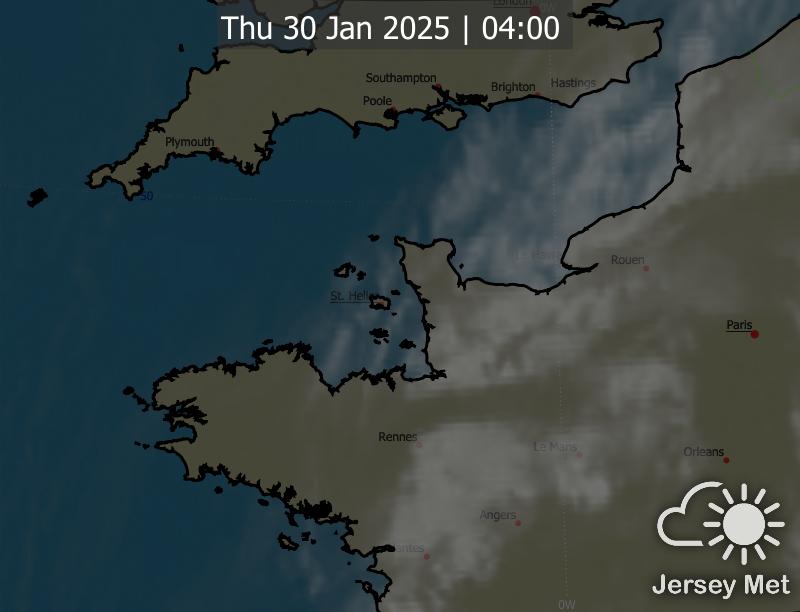 London
0W
Thu 30 Jan 2025 | 04:00
Southampton
Brighton
Hastings
Poole
Plymouth
50
Le Havre
Rouen
St. Helier
Paris
Rennes
Le Mans
Orleans
Angers
Jersey Met
0W